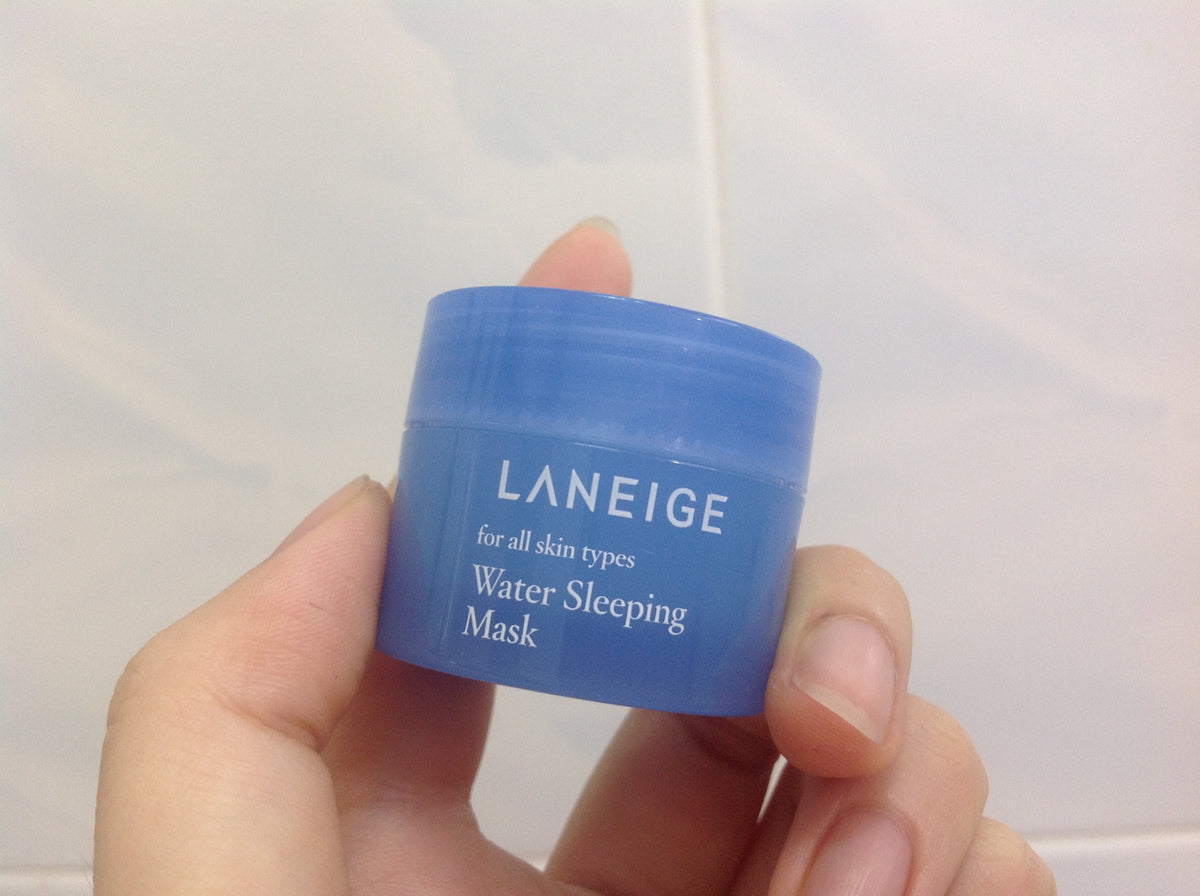 LANEIGE
for all skin types
Water Sleeping
Mask